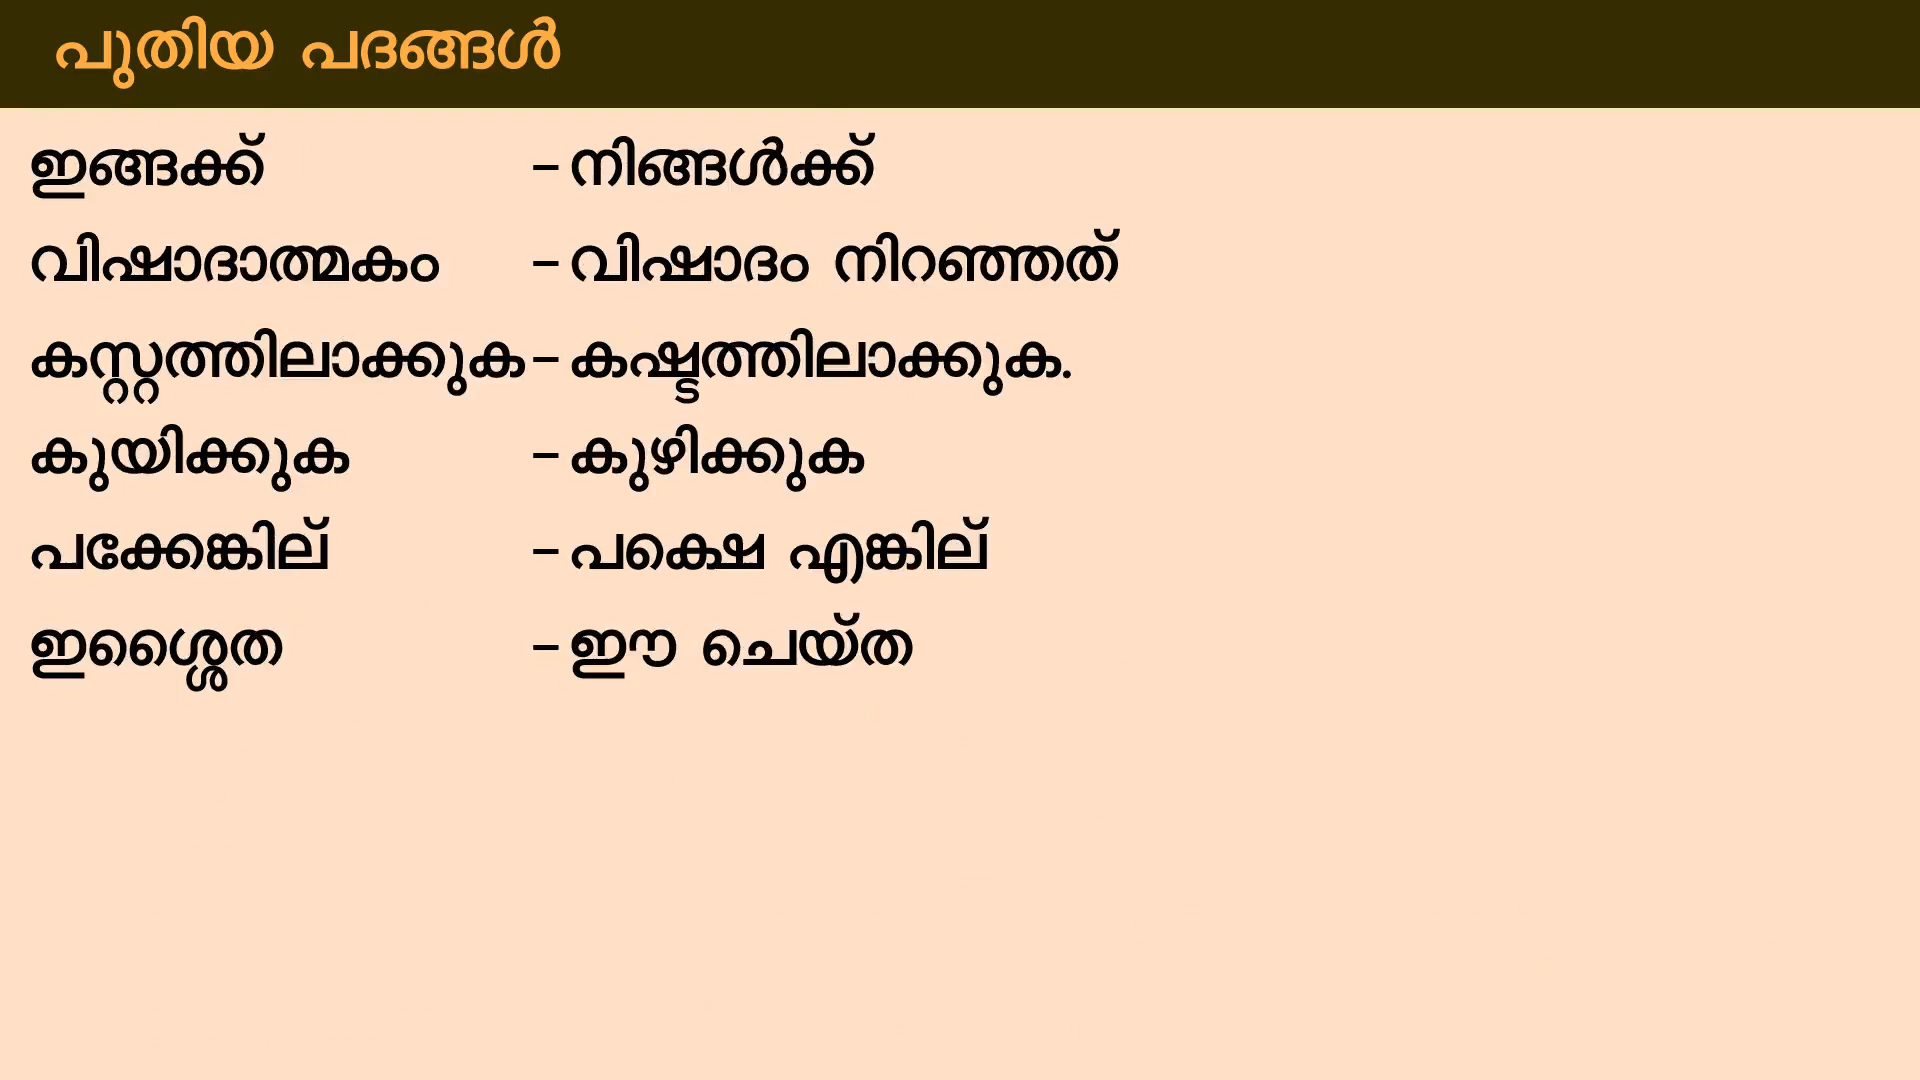 പുതിയ പദങ്ങൾ
ഇങ്ങക്ക് – നിങ്ങൾക്ക്
വിഷാദാത്മകം – വിഷാദം നിറഞ്ഞത്
കസ്റ്റത്തിലാക്കുക – കഷ്ടത്തിലാക്കുക.
കുയിക്കുക – കുഴിക്കുക
പക്കേങ്കില് – പക്ഷെ എങ്കില്
ഇശ്ശൈത – ഈ ചെയ്ത